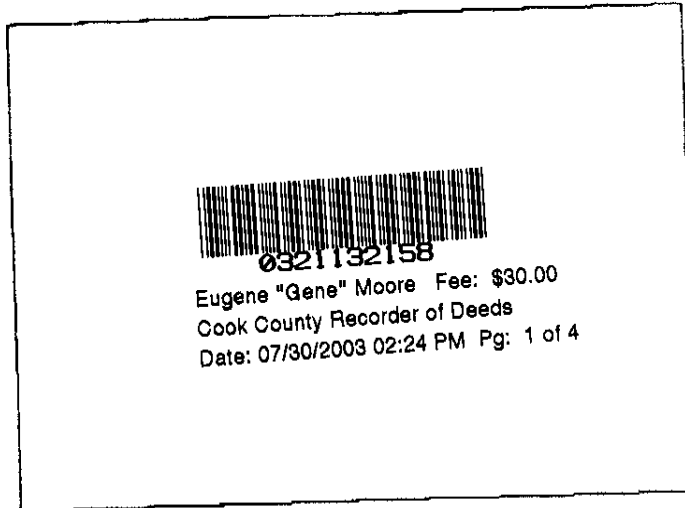 0321132158
Eugene "Gene" Moore Fee: $30.00
Cook County Recorder of Deeds
Date: 07/30/2003 02:24 PM Pg: 1 of 4